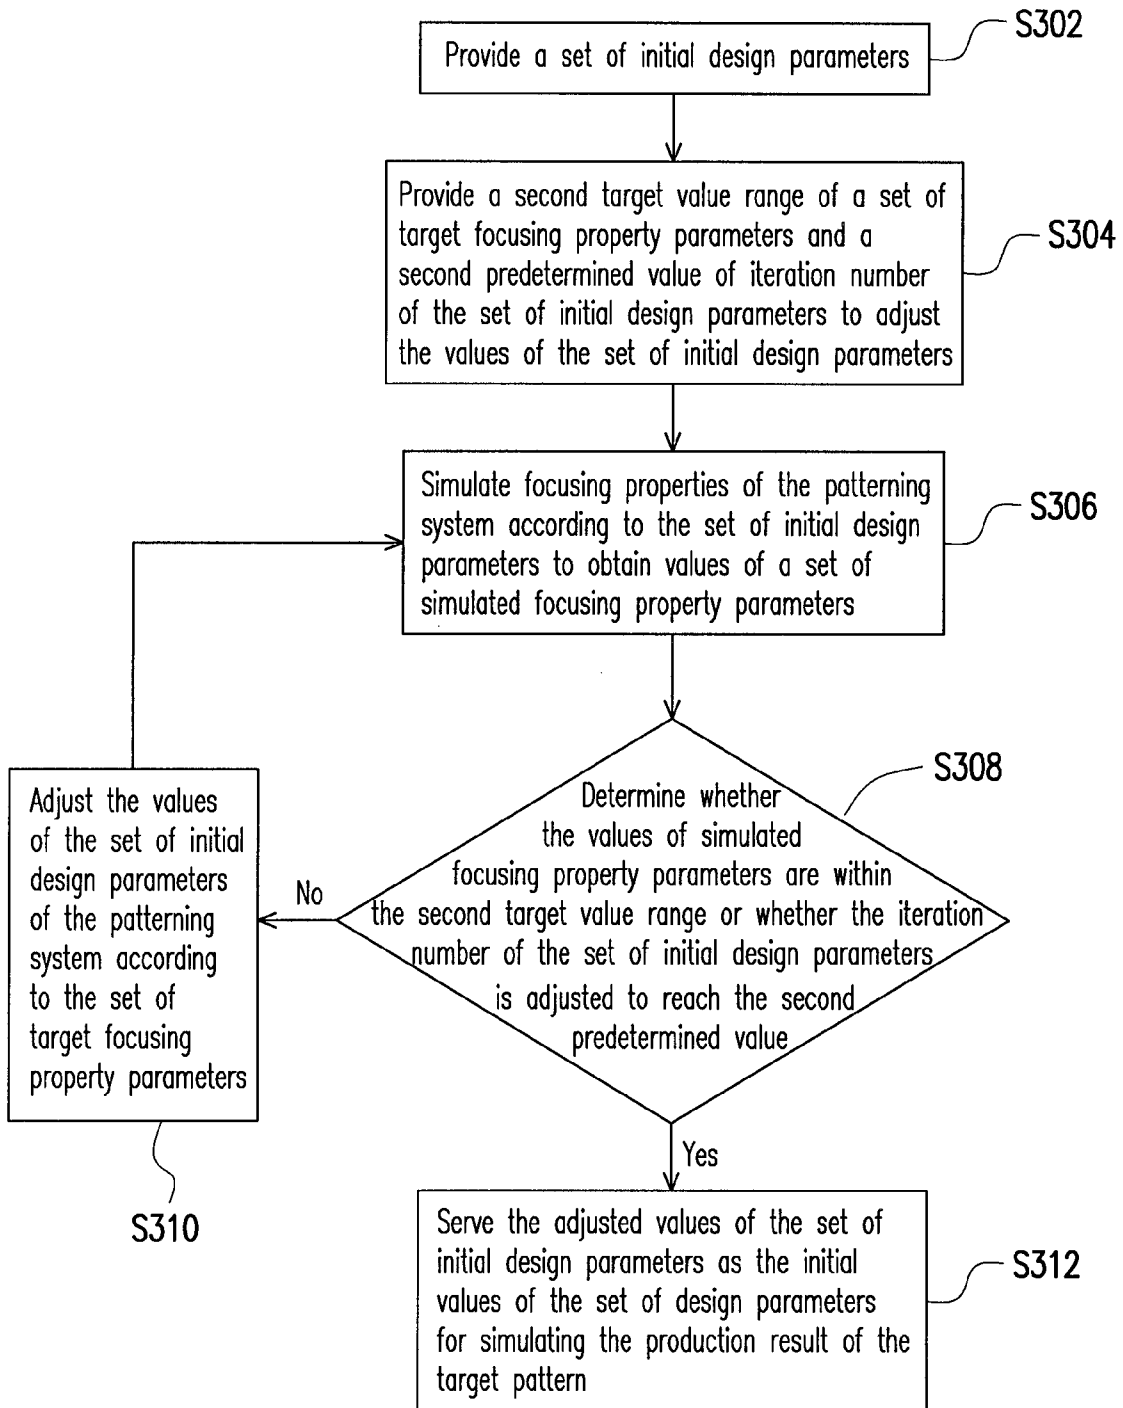 S302
Provide a set of initial design parameters
Provide a second target value range of a set of
target focusing property parameters and a
second predetermined value of iteration number
of the set of initial design parameters to adjust
the values of the set of initial design parameters
S304
Simulate focusing properties of the patterning
system according to the set of initial design
parameters to obtain values of a set of
simulated focusing property parameters
S306
S308
Determine whether
the values of simulated
focusing property parameters are within
the second target value range or whether the iteration
number of the set of initial design parameters
is adjusted to reach the second
predetermined value
No
Adjust the values
of the set of initial
design parameters
of the patterning
system according
to the set of
target focusing
property parameters
S310
Yes
Serve the adjusted values of the set of
initial design parameters as the initial
values of the set of design parameters
for simulating the production result of the
target pattern
S312